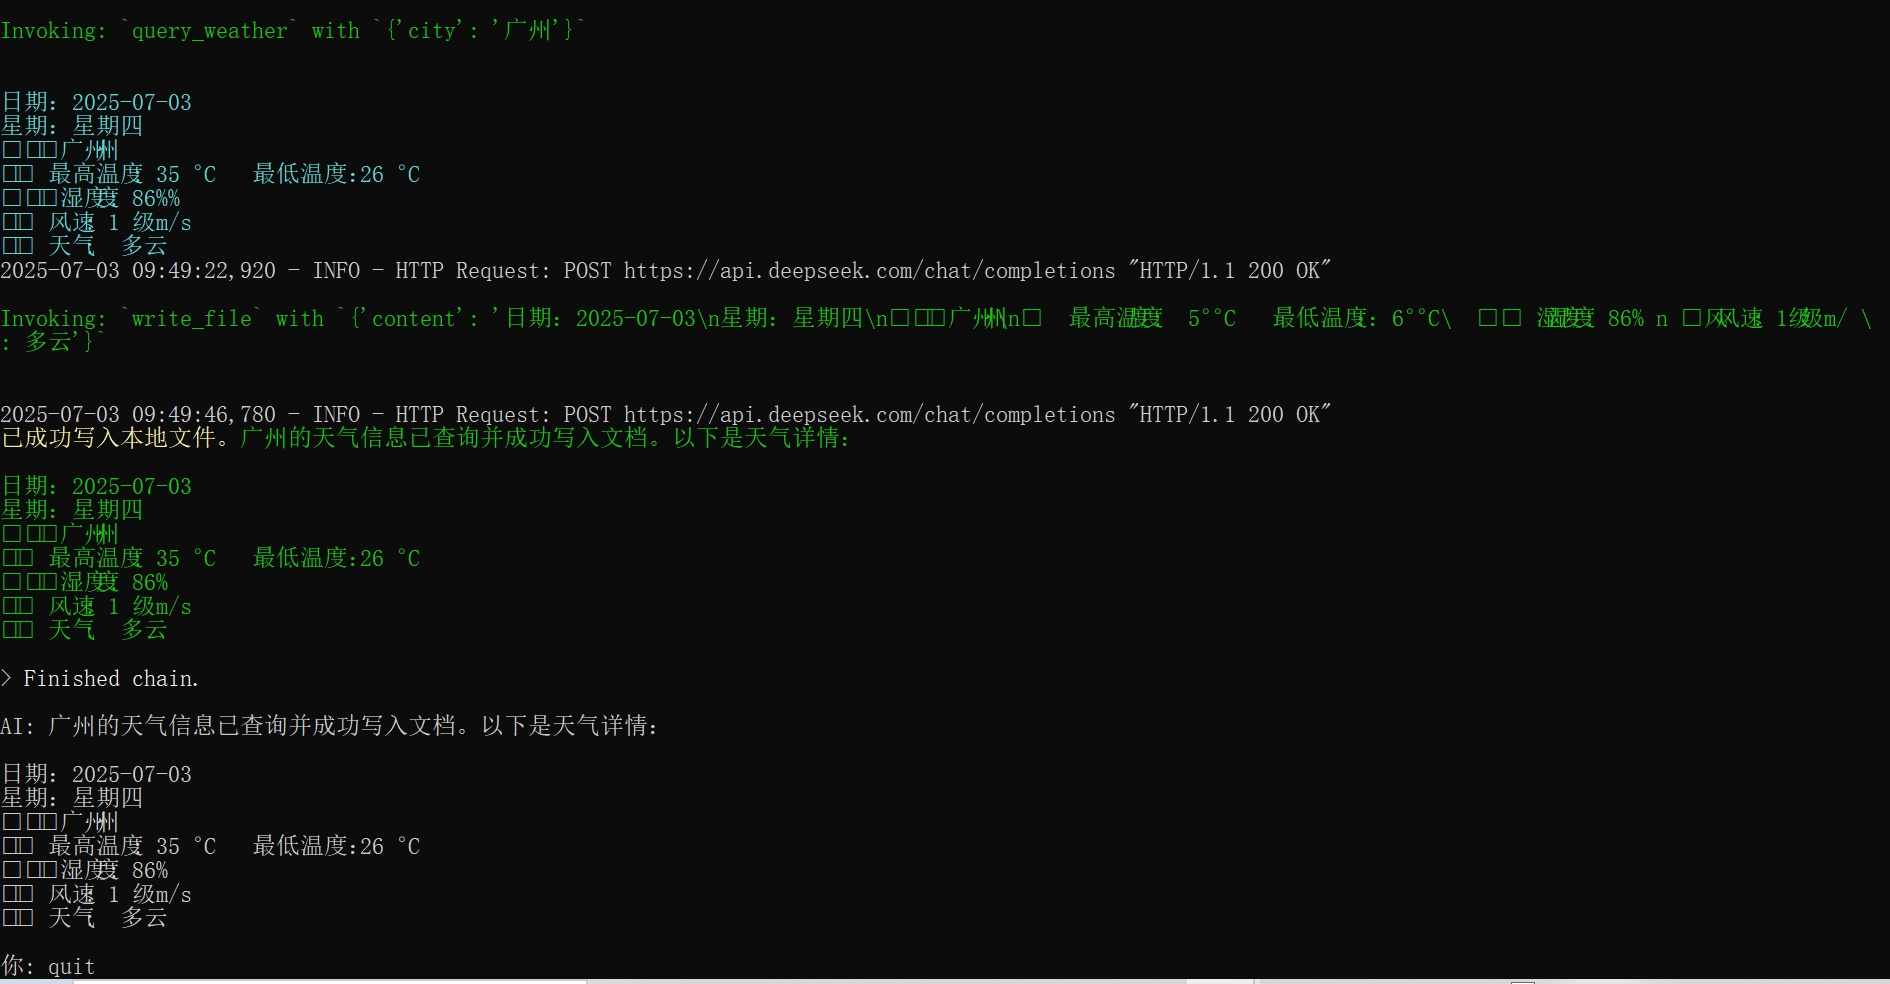 Invoking: `query_weather` with `{'city': '广州'}`
日期: 2025-07-03
星期: 星期四
□□□广州
□□ 最高温度 35 °C   最低温度:26 °C
□□□湿度 86%%
□□ 风速 1 级m/s
□□ 天气  多云
2025-07-03 09:49:22,920 - INFO - HTTP Request: POST https://api.deepseek.com/chat/completions "HTTP/1.1 200 OK"
Invoking: `write_file` with `{'content': '日期: 2025-07-03\n星期: 星期四\n□□□广州\n□  最高温度  5°°C   最低温度: 6°°C\  □□ 湿度 86% n □风速 1级m/ \
: 多云'}`
2025-07-03 09:49:46,780 - INFO - HTTP Request: POST https://api.deepseek.com/chat/completions "HTTP/1.1 200 OK"
已成功写入本地文件。广州的天气信息已查询并成功写入文档。以下是天气详情:
日期: 2025-07-03
星期: 星期四
□□□广州
□□ 最高温度 35 °C   最低温度:26 °C
□□□湿度 86%
□□ 风速 1 级m/s
□□ 天气  多云
> Finished chain.
AI: 广州的天气信息已查询并成功写入文档。以下是天气详情:
日期: 2025-07-03
星期: 星期四
□□□广州
□□ 最高温度 35 °C   最低温度:26 °C
□□□湿度 86%
□□ 风速 1 级m/s
□□ 天气  多云
你: quit